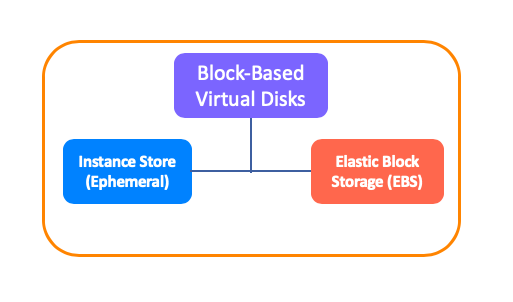 Block-Based
Virtual Disks
Instance Store
(Ephemeral)
Elastic Block
Storage (EBS)